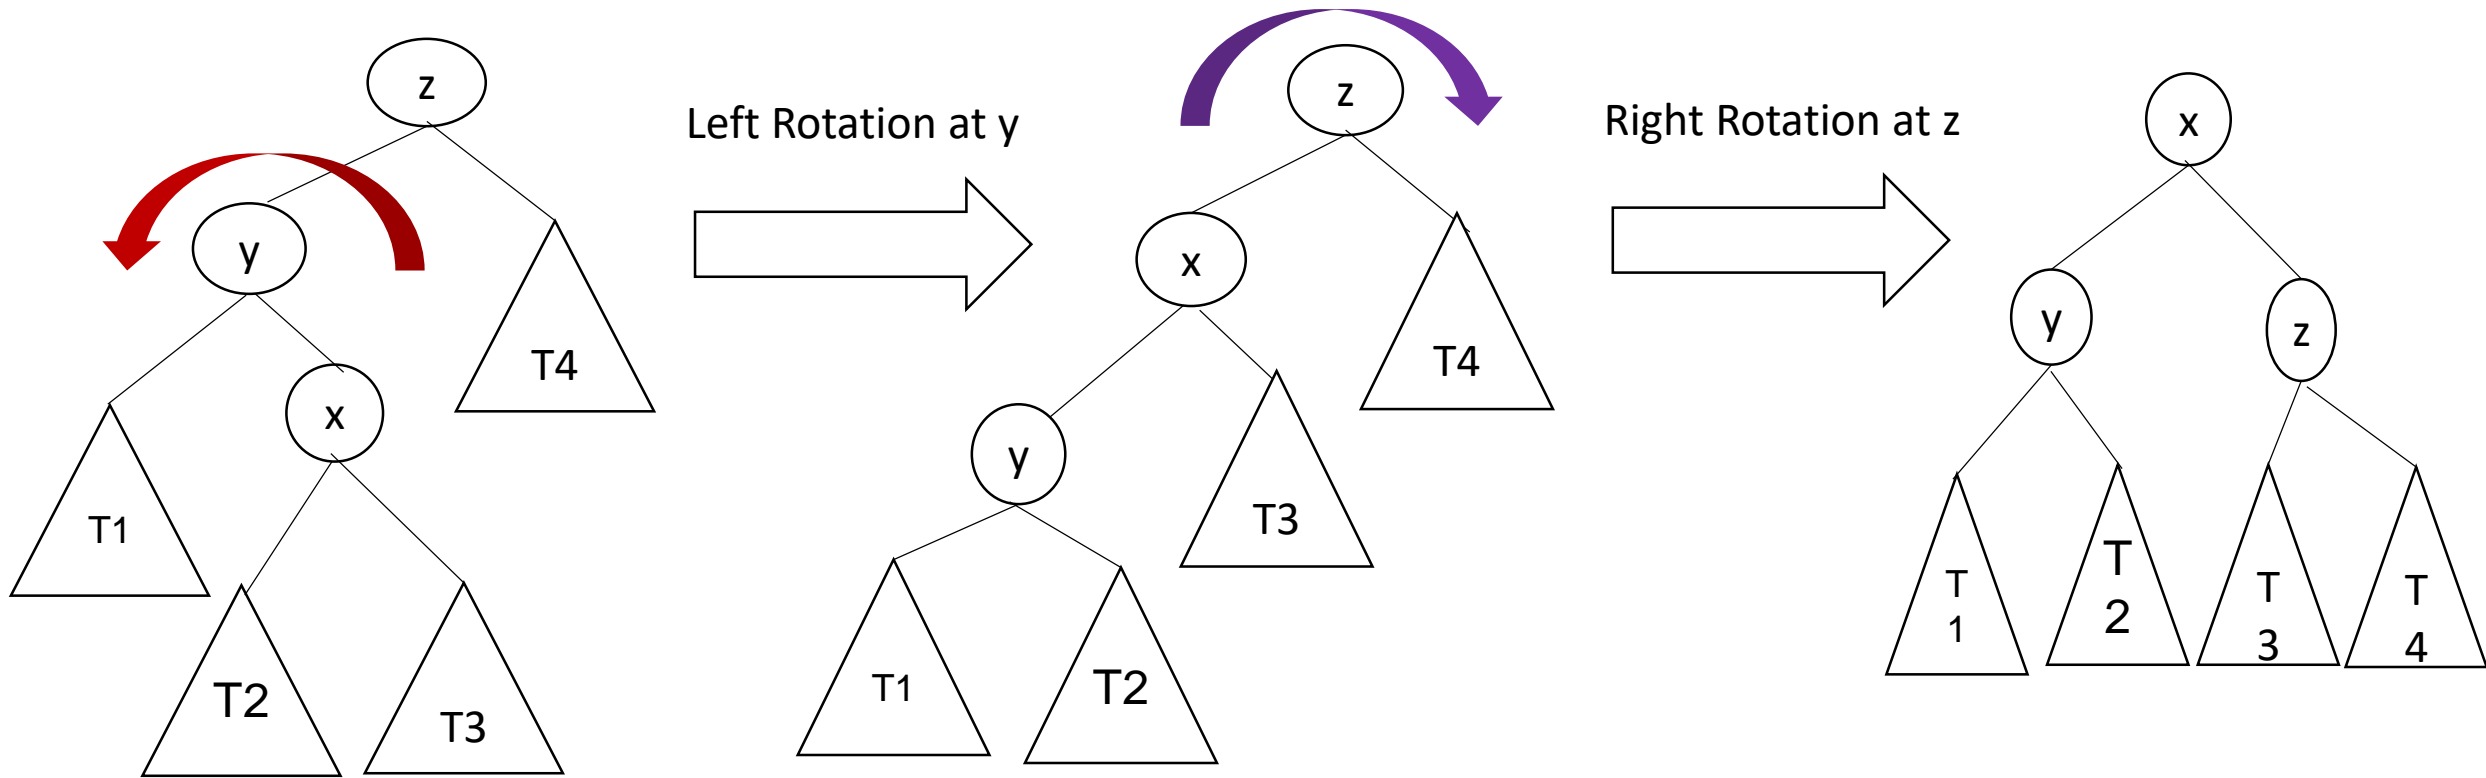 z
y
T4
x
T1
T2
T3
Left Rotation at y
z
x
T4
y
T3
T1
T2
Right Rotation at z
x
y
z
T
1
T
2
T
3
T
4